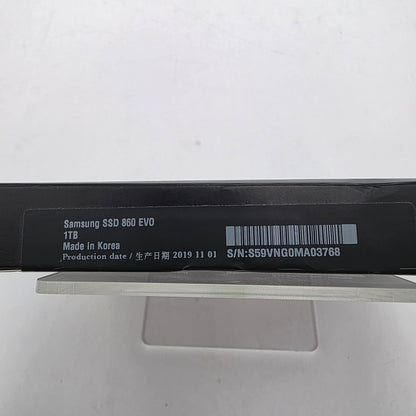 Samsung SSD 860 EVO
1TB
Made in Korea
Production date / 生产日期 2019 11 01
S/N:S59VNG0MA03768